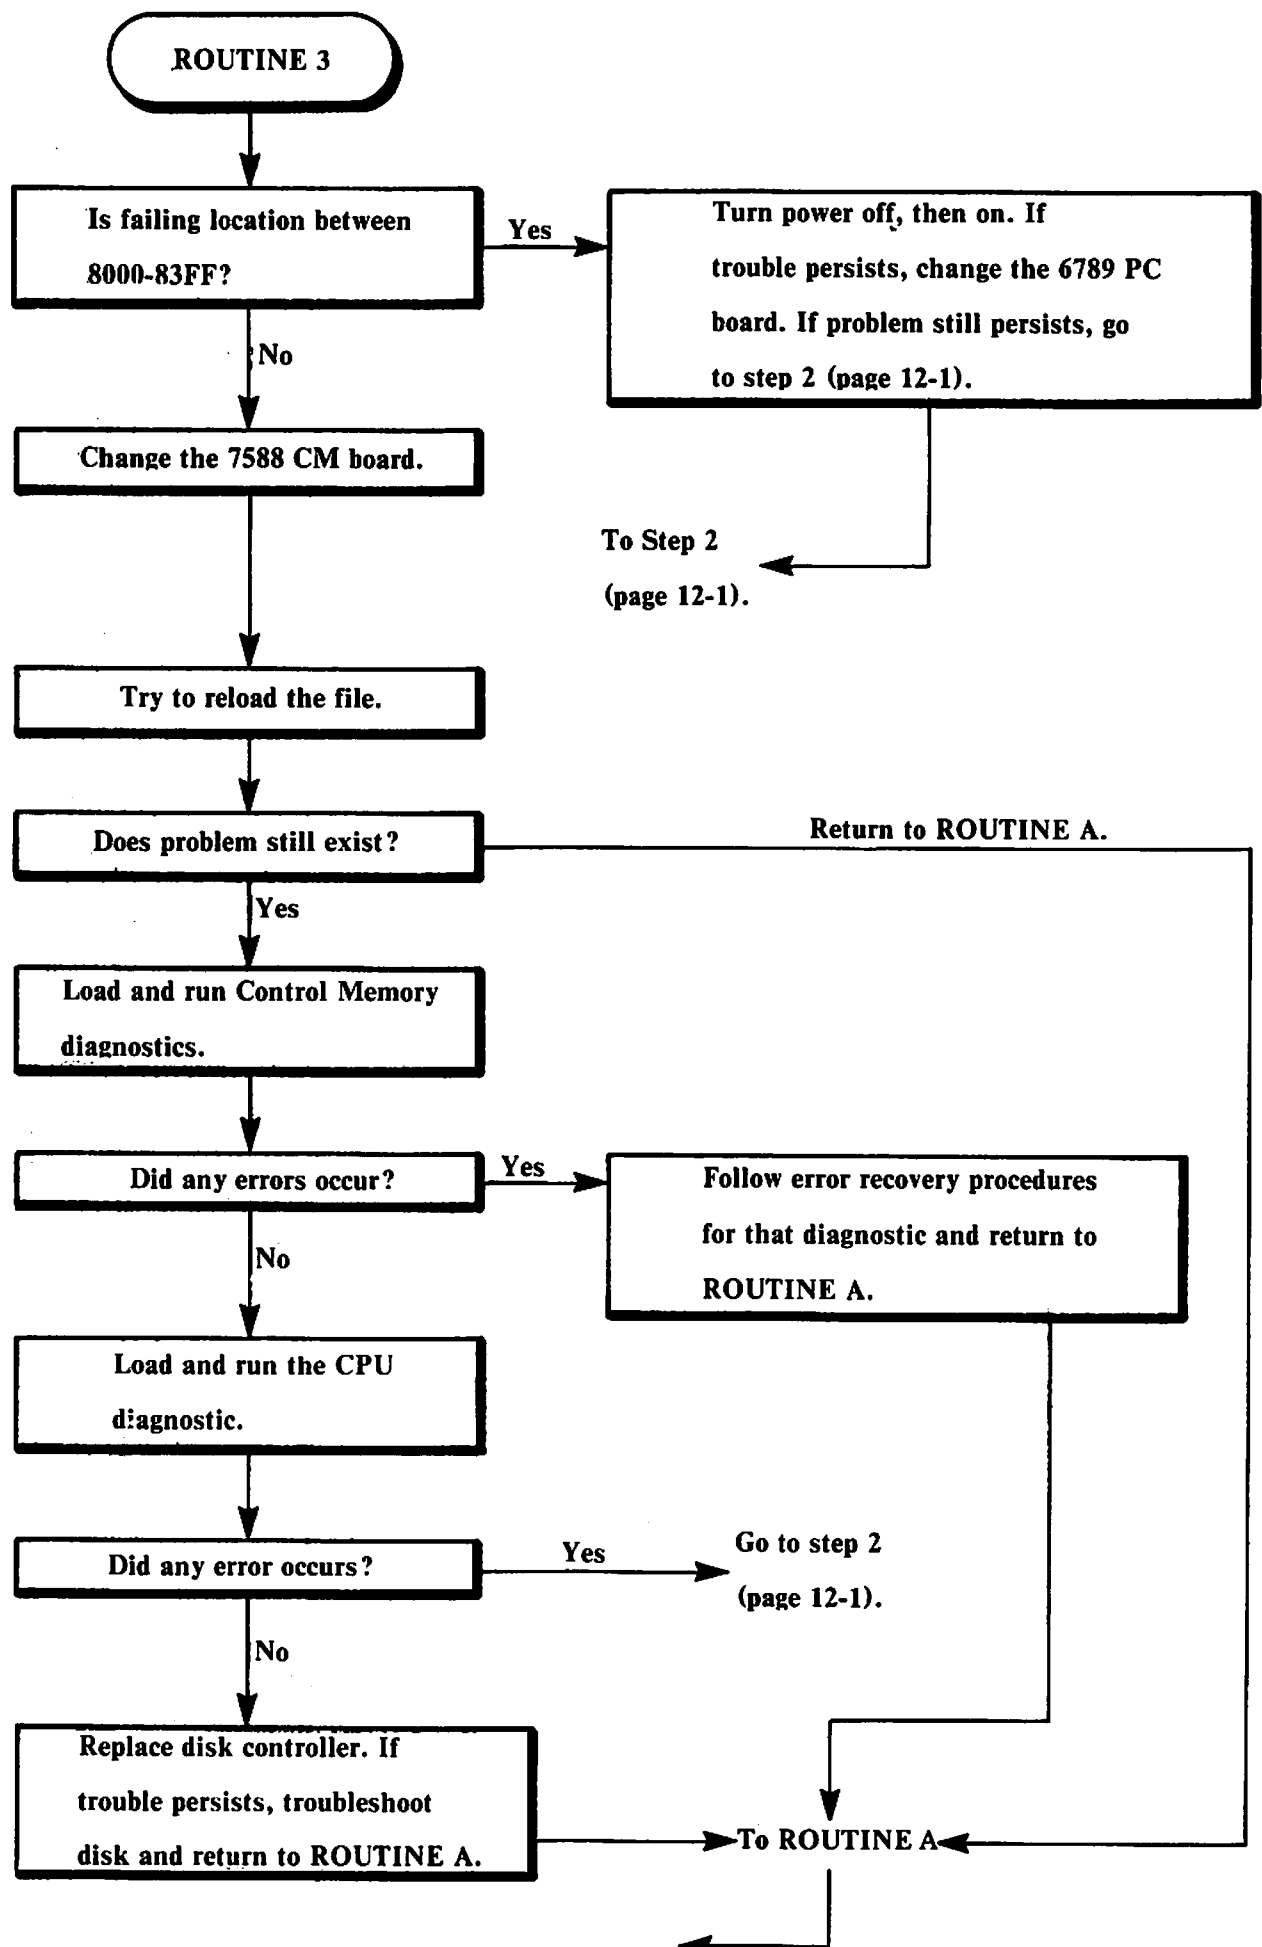 ROUTINE 3
Is failing location between
8000-83FF?
Yes
Turn power off, then on. If
trouble persists, change the 6789 PC
board. If problem still persists, go
to step 2 (page 12-1).
No
Change the 7588 CM board.
To Step 2
(page 12-1).
Try to reload the file.
Does problem still exist?
Return to ROUTINE A.
Yes
Load and run Control Memory
diagnostics.
Did any errors occur?
Yes
Follow error recovery procedures
for that diagnostic and return to
ROUTINE A.
No
Load and run the CPU
diagnostic.
Did any error occurs?
Yes
Go to step 2
(page 12-1).
No
Replace disk controller. If
trouble persists, troubleshoot
disk and return to ROUTINE A.
To ROUTINE A